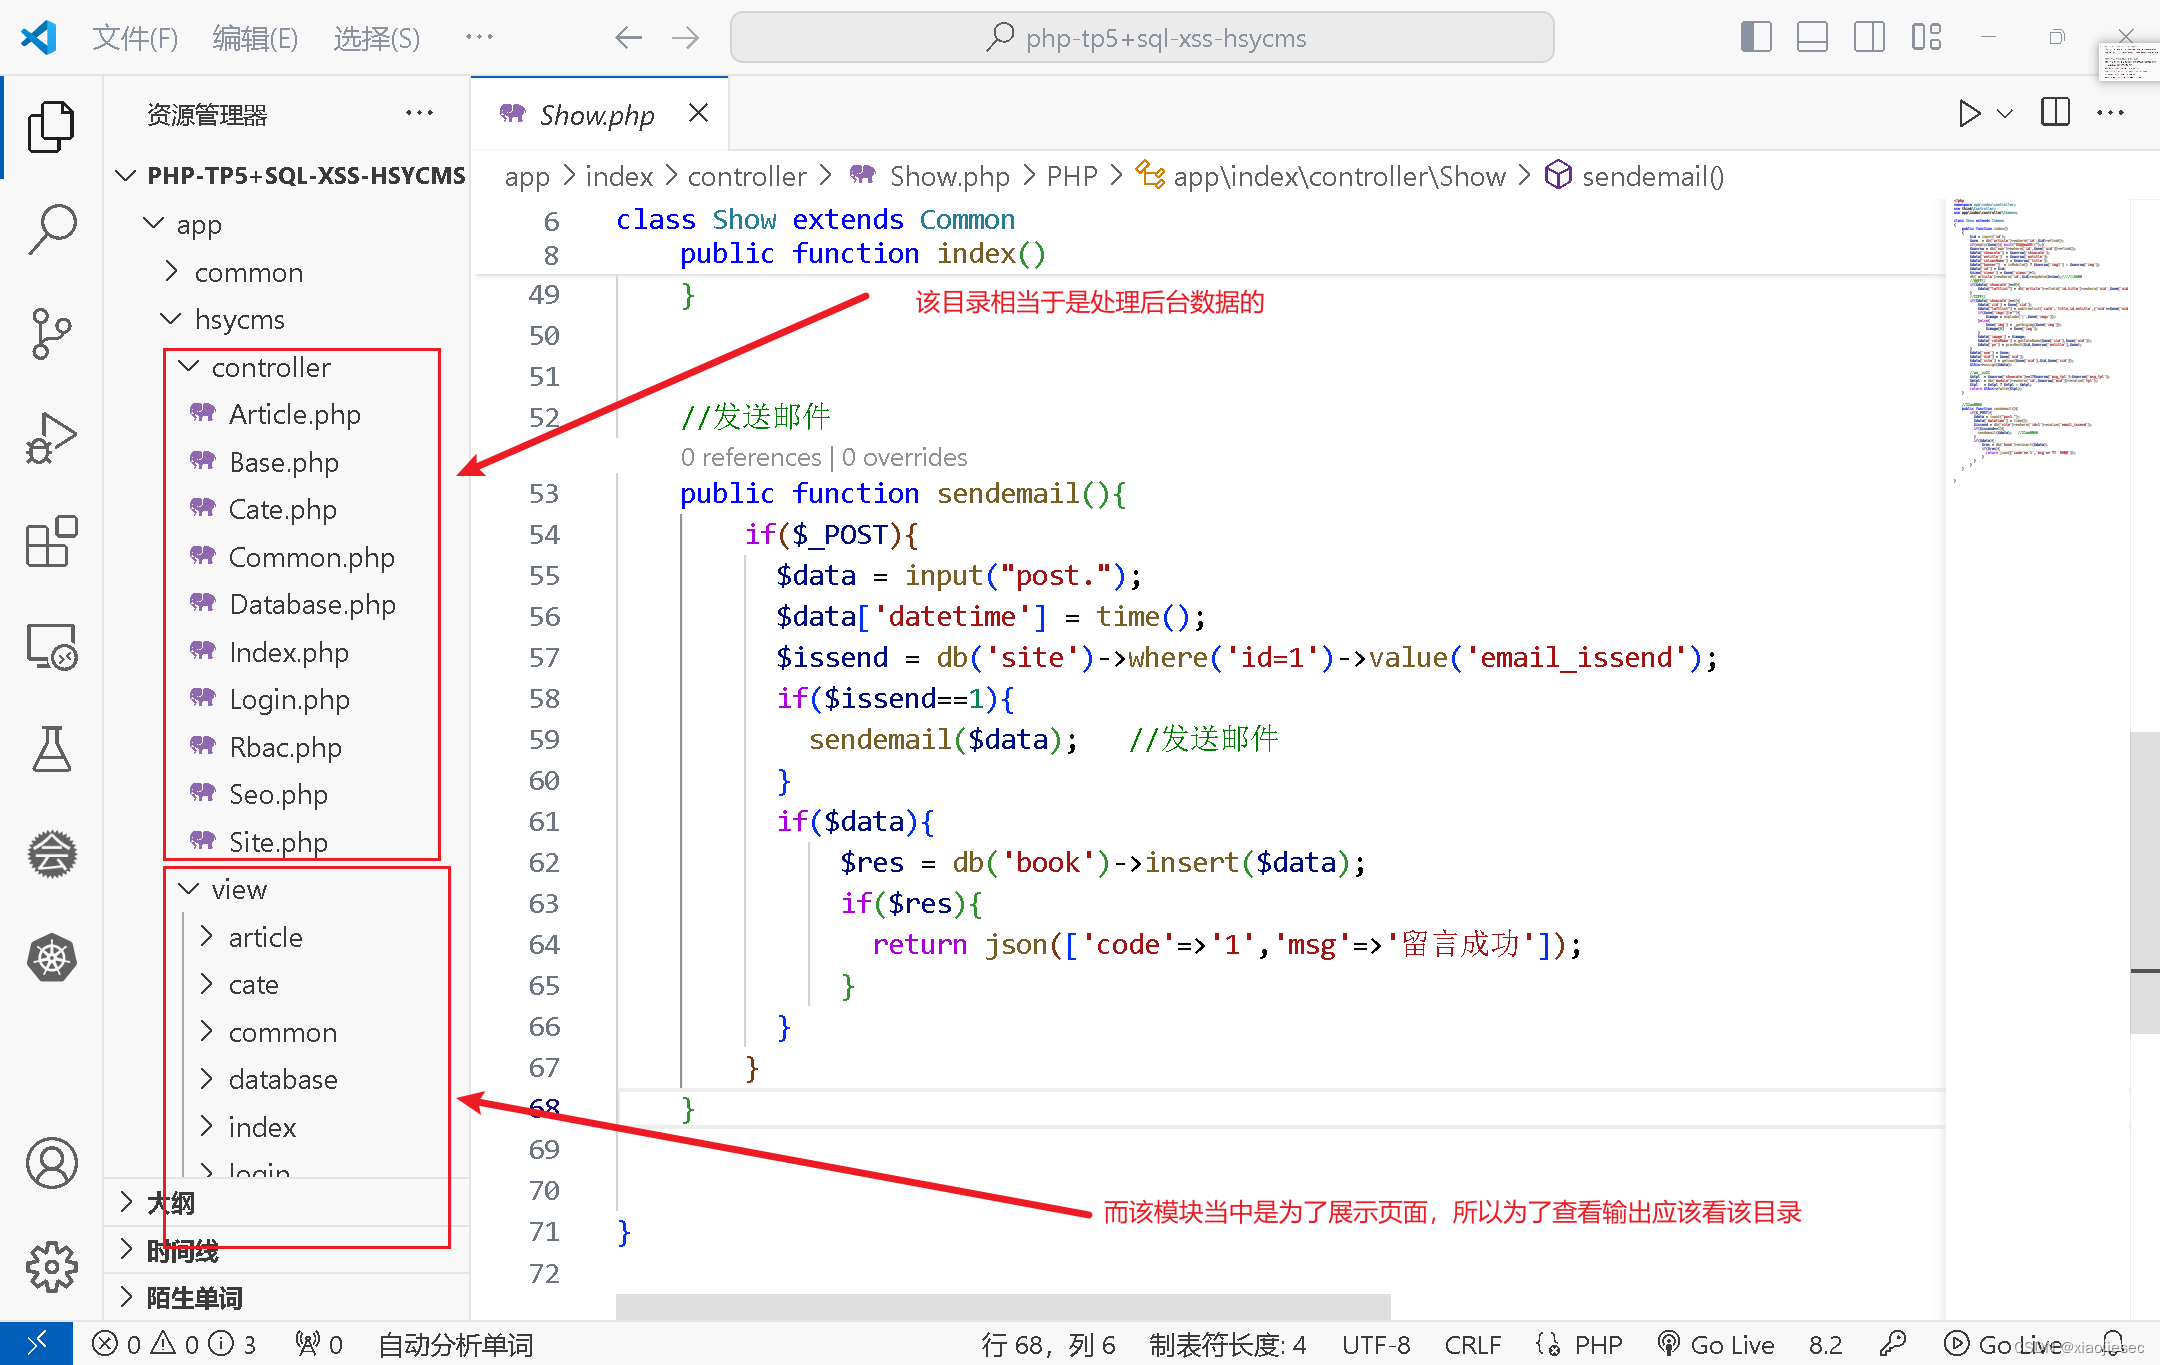 文件(F) 编辑(E) 选择(S) ··· php-tp5+sql-xss-hsycms
资源管理器 ···
PHP-TP5+SQL-XSS-HSYCMS
app
common
hsycms
controller
Article.php
Base.php
Cate.php
Common.php
Database.php
Index.php
Login.php
Rbac.php
Seo.php
Site.php
view
article
cate
common
database
index
login
大纲
时间线
陌生单词
Show.php
app > index > controller > Show.php > PHP > app\index\controller\Show > sendemail()
6 class Show extends Common
8 public function index()
49 }
该目录相当于是处理后台数据的
50
51
52 //发送邮件
0 references | 0 overrides
53 public function sendemail(){
54 if($_POST){
55 $data = input("post.");
56 $data['datetime'] = time();
57 $issend = db('site')->where('id=1')->value('email_issend');
58 if($issend==1){
59 sendemail($data); //发送邮件
60 }
61 if($data){
62 $res = db('book')->insert($data);
63 if($res){
64 return json(['code'=>'1','msg'=>'留言成功']);
65 }
66 }
67 }
68 }
69
70
而该模块当中是为了展示页面，所以为了查看输出应该看该目录
71 }
72
0 0 3 0 自动分析单词 行 68，列 6 制表符长度: 4 UTF-8 CRLF PHP Go Live 8.2 Go Live
CSDN @xiaojiesec